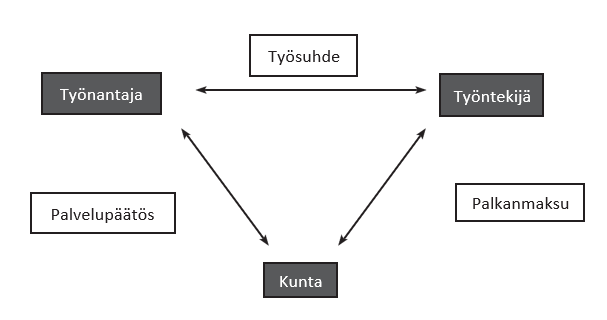 Työsuhde
Työnantaja
Työntekijä
Palvelupäätös
Palkanmaksu
Kunta